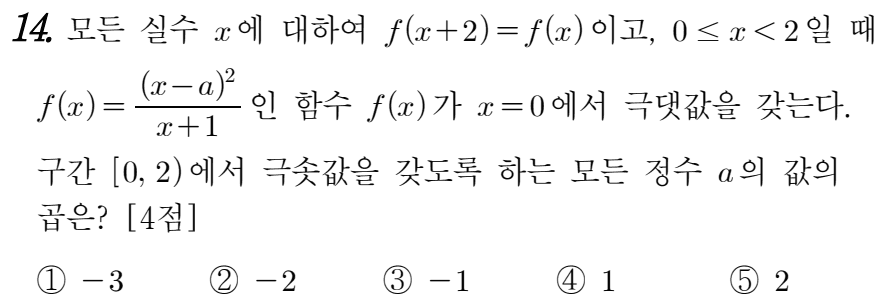 14. 모든 실수 x에 대하여 f(x+2)=f(x)이고, 0≤x<2일 때
f(x)=\frac{(x-a)^2}{x+1}인 함수 f(x)가 x=0에서 극댓값을 갖는다.
구간 [0, 2)에서 극솟값을 갖도록 하는 모든 정수 a의 값의
곱은? [4점]
① -3 ② -2 ③ -1 ④ 1 ⑤ 2